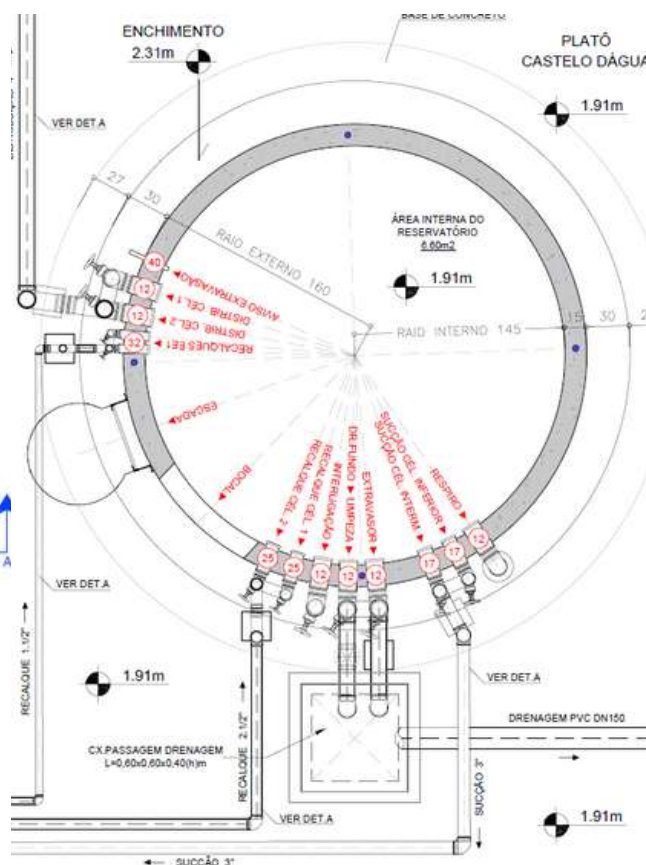 BASE DE CONCRETO
ENCHIMENTO
2.31m
PLATÔ
CASTELO DÁGUA
1.91m
VER DET.A
27
30
RAIO EXTERNO 160
ÁREA INTERNA DO
RESERVATÓRIO
6.60m2
1.91m
RAIO INTERNO 145
15
30
40
12
12
32
AVISO EXTRAVASÃO
DISTRIB. CEL.1
DISTRIB. CEL.2
RECALQUES EE1
ESCADA
BOCAL
RECALQUE CEL. 2
RECALQUE CEL. 1
INTERLIGAÇÃO
DR.FUNDO
LIMPEZA
EXTRAVASOR
SUCÇÃO CÉL. INTERM.
SUCÇÃO CÉL. INFERIOR
RESPIRO
25
25
12
12
12
17
17
12
A
VER DET.A
RECALQUE 1.1/2"
1.91m
RECALQUE 2.1/2"
CX.PASSAGEM DRENAGEM
L=0,60x0,60x0,40(h)m
VER DET.A
DRENAGEM PVC DN150
VER DET.A
SUCÇÃO 3"
1.91m
SUCÇÃO 3"